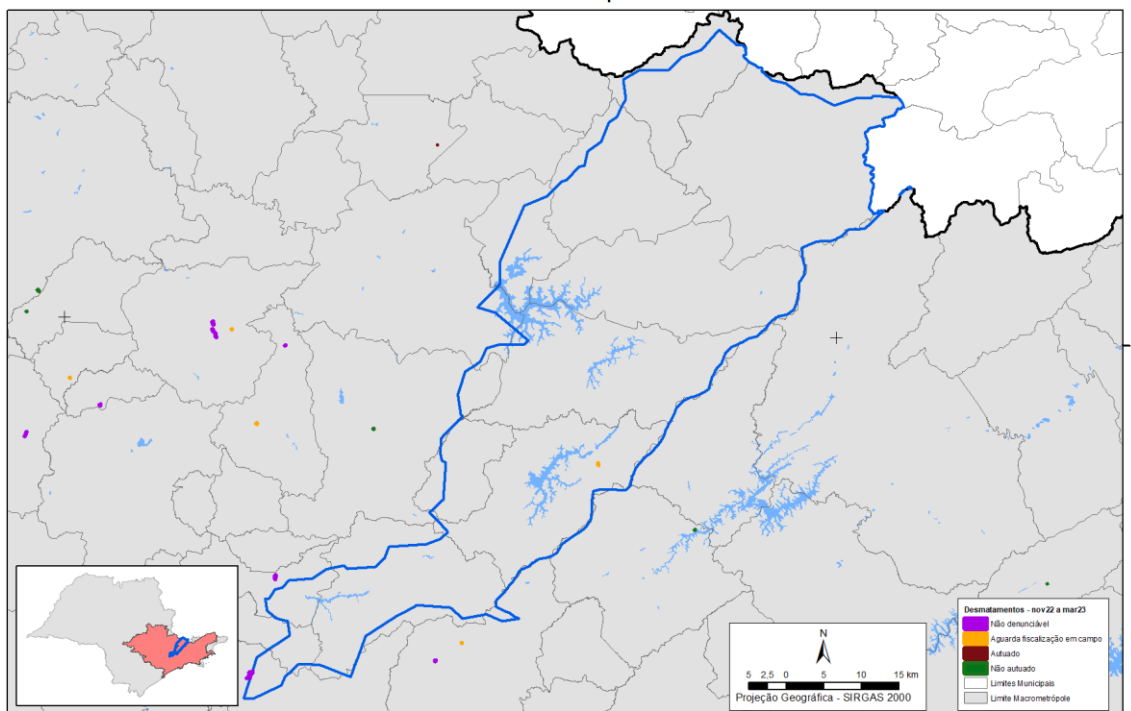 Desmatamentos - nov22 a mar23
Não denunciável
Aguarda fiscalização em campo
Autuado
Não autuado
Limites Municipais
Limite Macrometrópole
N
5 2,5 0 5 10 15 km
Projeção Geográfica - SIRGAS 2000